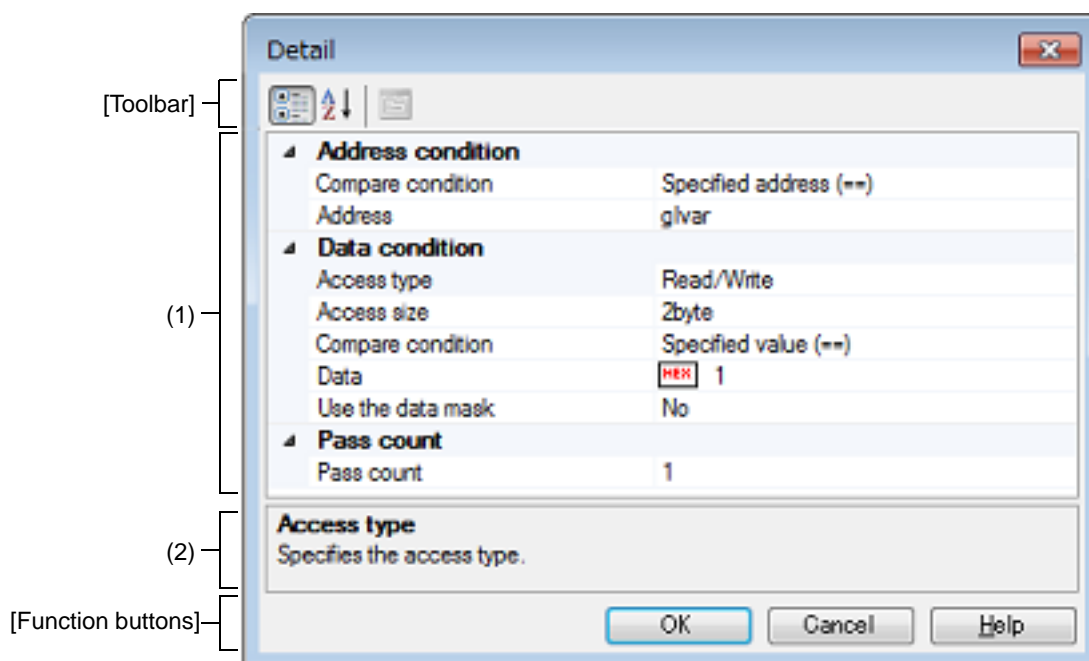 Detail
[Toolbar]
A Z
Address condition
Compare condition Specified address (==)
Address glvar
Data condition
Access type Read/Write
(1)
Access size 2byte
Compare condition Specified value (==)
Data HEX 1
Use the data mask No
Pass count
Pass count 1
Access type
(2)
Specifies the access type.
[Function buttons]
OK Cancel Help